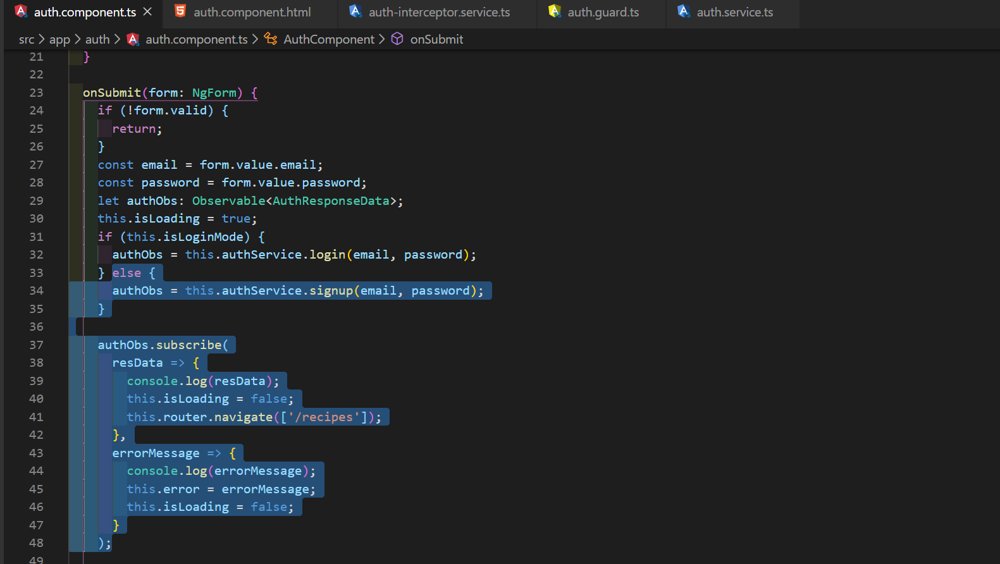 auth.component.ts auth.component.html auth-interceptor.service.ts auth.guard.ts auth.service.ts
src > app > auth > auth.component.ts > AuthComponent > onSubmit
21 }
22
23 onSubmit(form: NgForm) {
24 if (!form.valid) {
25 return;
26 }
27 const email = form.value.email;
28 const password = form.value.password;
29 let authObs: Observable<AuthResponseData>;
30 this.isLoading = true;
31 if (this.isLoginMode) {
32 authObs = this.authService.login(email, password);
33 } else {
34 authObs = this.authService.signup(email, password);
35 }
36
37 authObs.subscribe(
38 resData => {
39 console.log(resData);
40 this.isLoading = false;
41 this.router.navigate(['/recipes']);
42 },
43 errorMessage => {
44 console.log(errorMessage);
45 this.error = errorMessage;
46 this.isLoading = false;
47 }
48 );
49